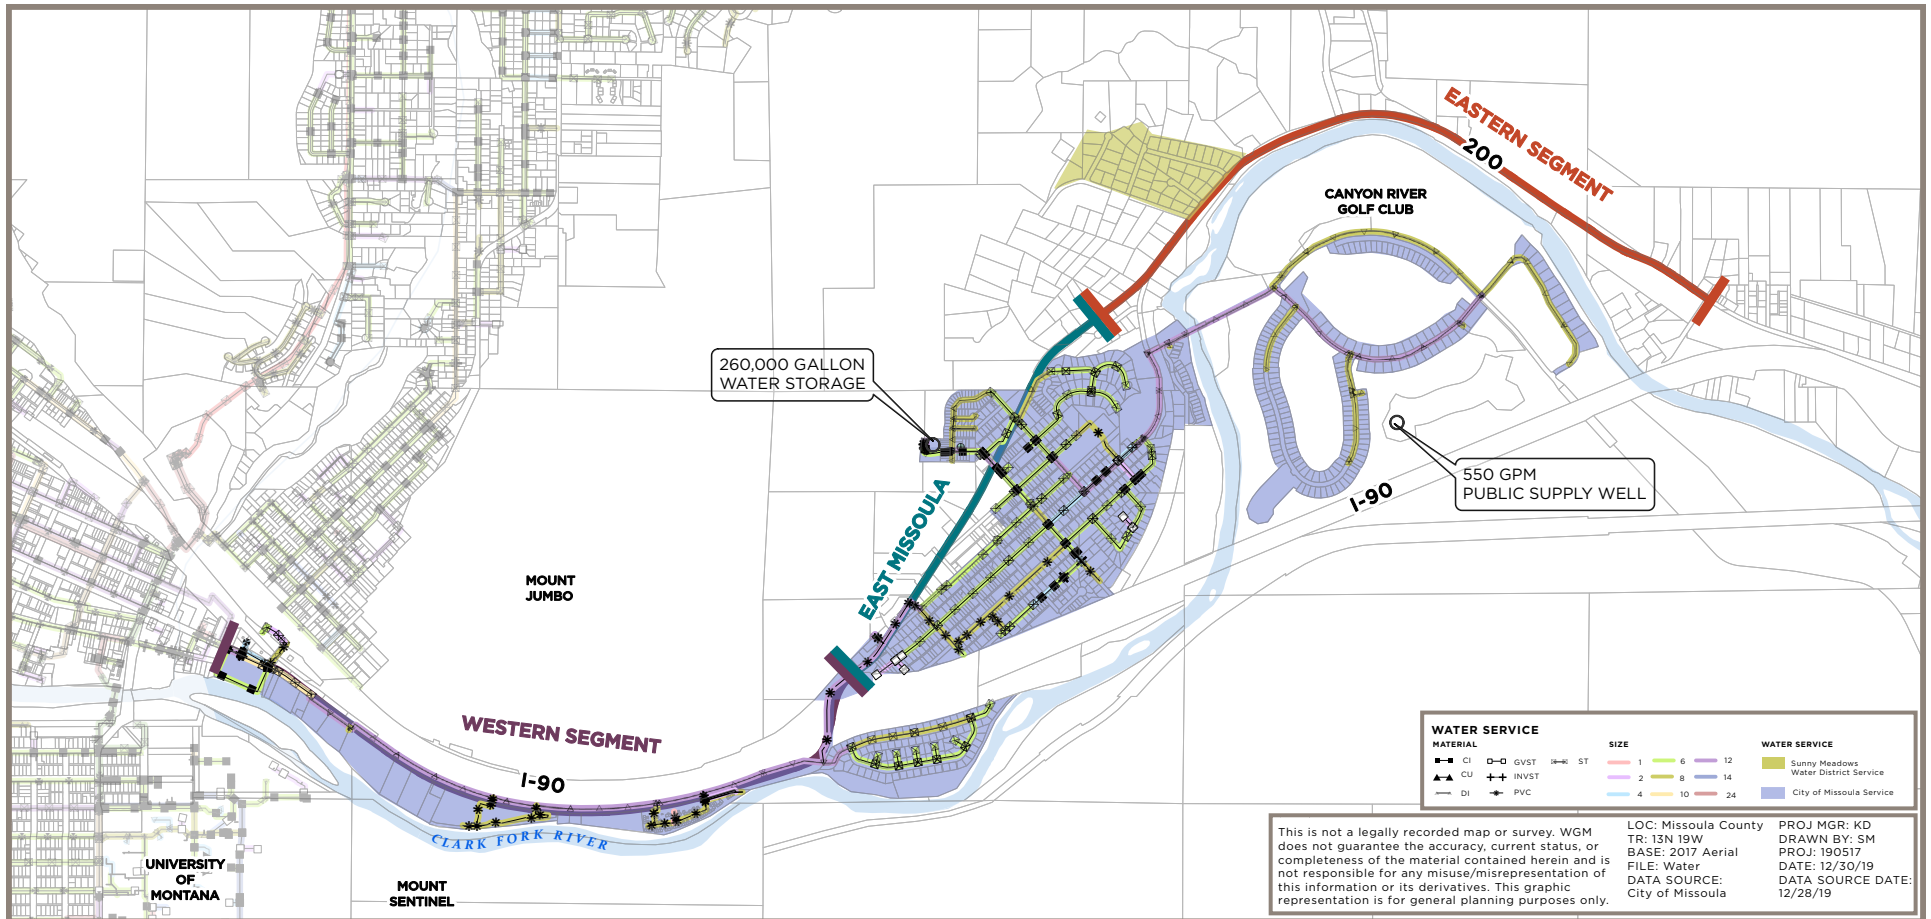 EASTERN SEGMENT
200
CANYON RIVER
GOLF CLUB
260,000 GALLON
WATER STORAGE
550 GPM
PUBLIC SUPPLY WELL
I-90
EAST MISSOULA
MOUNT
JUMBO
WESTERN SEGMENT
I-90
CLARK FORK RIVER
UNIVERSITY
OF
MONTANA
MOUNT
SENTINEL
WATER SERVICE
MATERIAL
CI
CU
DI
GVST
INVST
PVC
ST
SIZE
1
2
4
6
8
10
12
14
24
WATER SERVICE
Sunny Meadows
Water District Service
City of Missoula Service
This is not a legally recorded map or survey. WGM
does not guarantee the accuracy, current status, or
completeness of the material contained herein and is
not responsible for any misuse/misrepresentation of
this information or its derivatives. This graphic
representation is for general planning purposes only.
LOC: Missoula County
TR: 13N 19W
BASE: 2017 Aerial
FILE: Water
DATA SOURCE:
City of Missoula
PROJ MGR: KD
DRAWN BY: SM
PROJ: 190517
DATE: 12/30/19
DATA SOURCE DATE:
12/28/19